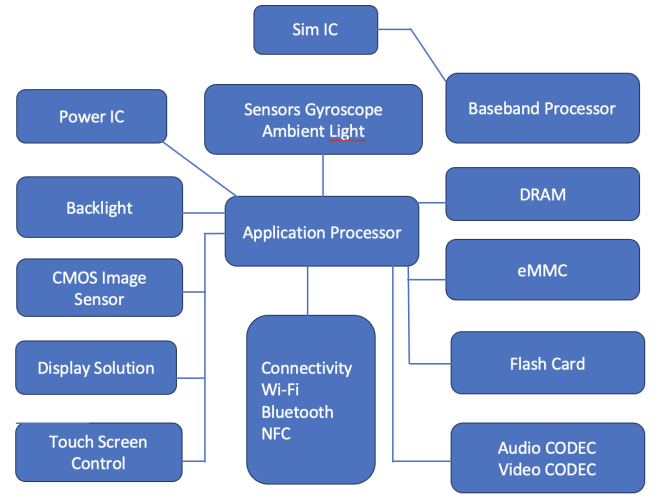 Sim IC
Power IC
Sensors Gyroscope
Ambient Light
Baseband Processor
Backlight
Application Processor
DRAM
CMOS Image
Sensor
eMMC
Display Solution
Connectivity
Wi-Fi
Bluetooth
NFC
Flash Card
Touch Screen
Control
Audio CODEC
Video CODEC